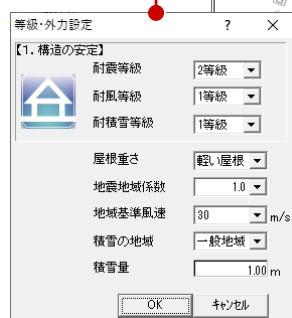 等級・外力設定 ? ×
【1.構造の安定】
耐震等級 2等級
耐風等級 1等級
耐積雪等級 1等級
屋根重さ 軽い屋根
地震地域係数 1.0
地域基準風速 30 m/s
積雪の地域 一般地域
積雪量 1.00 m
OK キャンセル